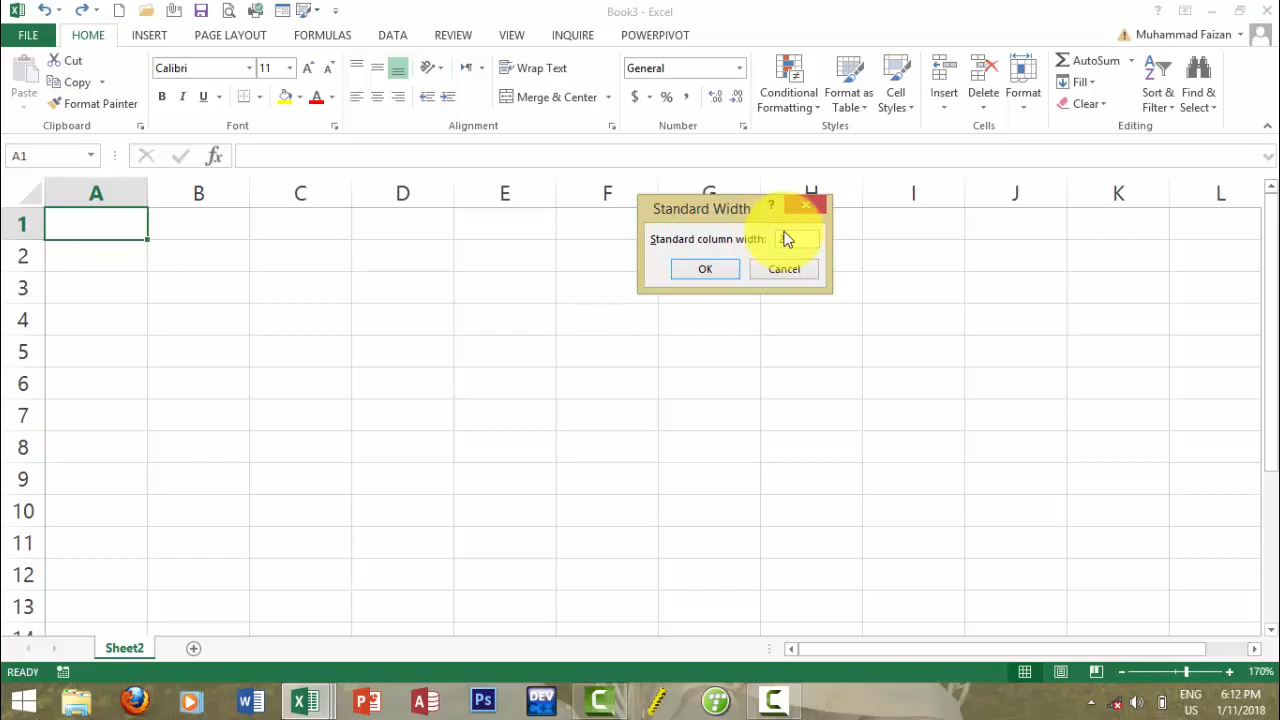 Book3 - Excel
?
FILE HOME INSERT PAGE LAYOUT FORMULAS DATA REVIEW VIEW INQUIRE POWERPIVOT Muhammad Faizan
Paste
Cut
Copy
Format Painter
Calibri 11
B I U A
Wrap Text
Merge & Center
General
$ % ,
Conditional Formatting
Format as Table
Cell Styles
Insert
Delete
Format
AutoSum
Fill
Clear
Sort & Filter
Find & Select
Clipboard Font Alignment Number Styles Cells Editing
A1 fx
A B C D E F G H I J K L
Standard Width ?
Standard column width:
OK Cancel
1
2
3
4
5
6
7
8
9
10
11
12
13
14
Sheet2
READY 170%
W X P A Ps DEV C C
ENG 6:12 PM
US 1/11/2018